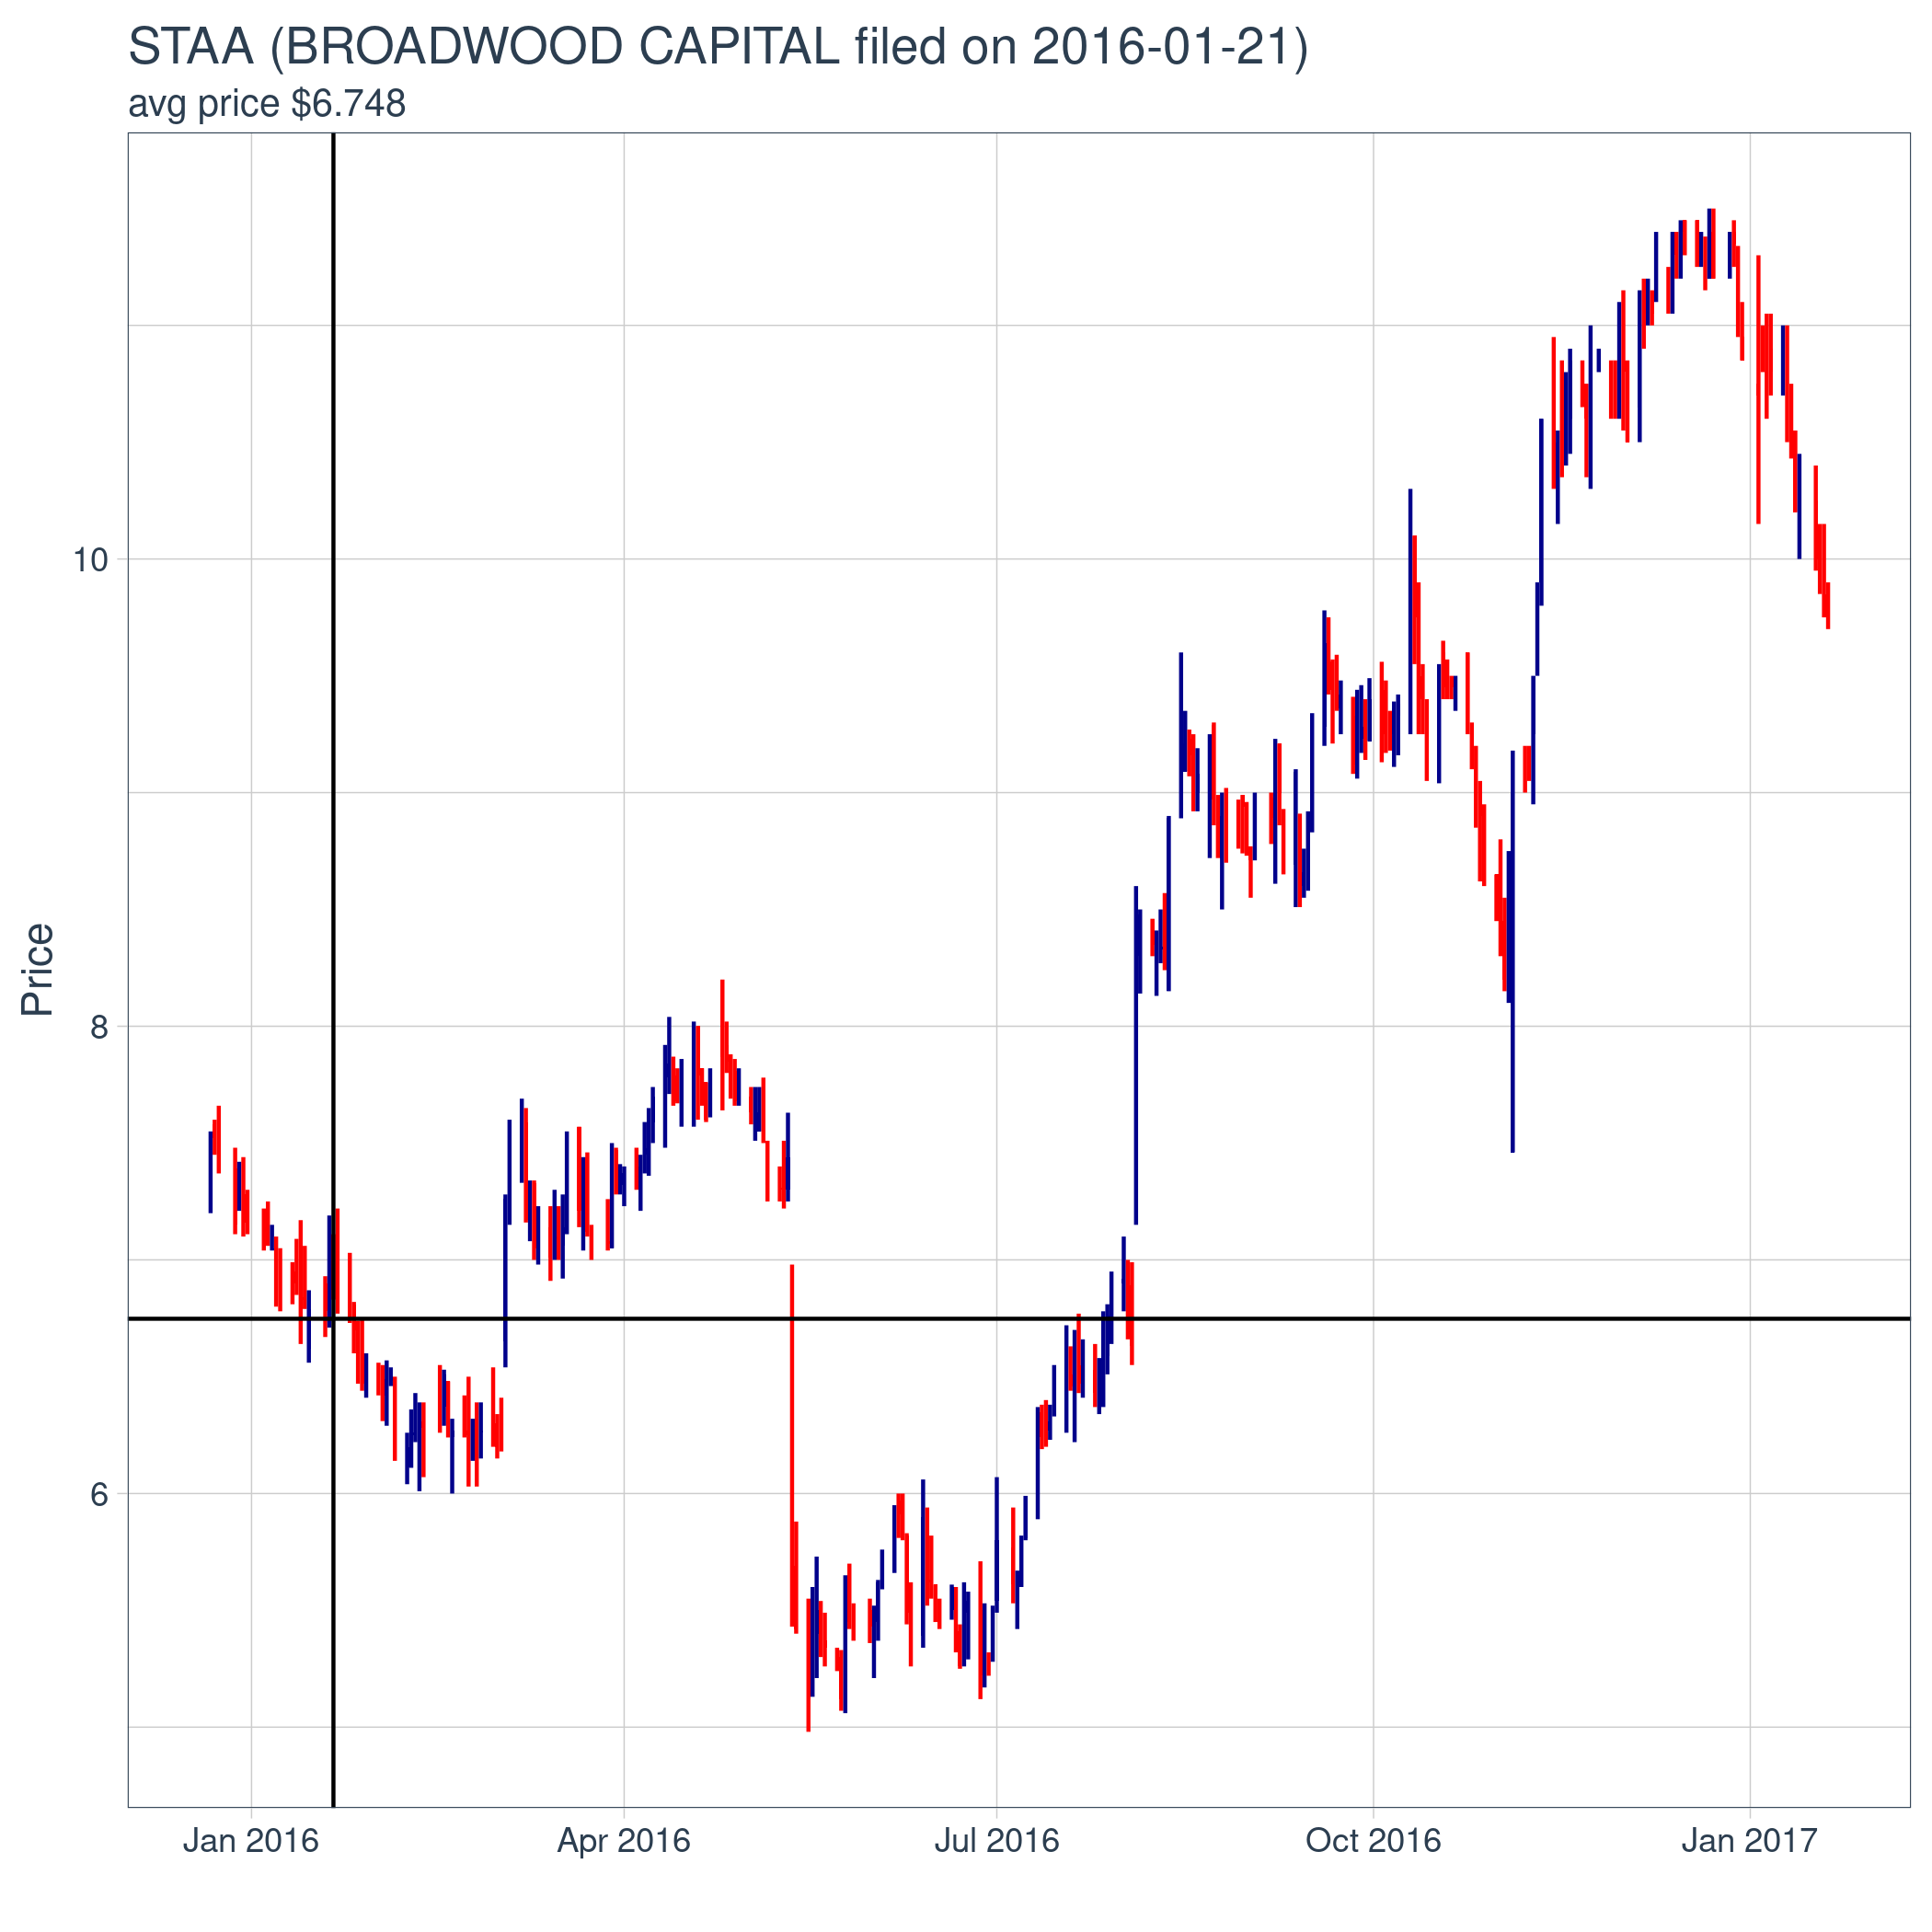 STAA (BROADWOOD CAPITAL filed on 2016-01-21)
avg price $6.748
Price
10
8
6
Jan 2016
Apr 2016
Jul 2016
Oct 2016
Jan 2017